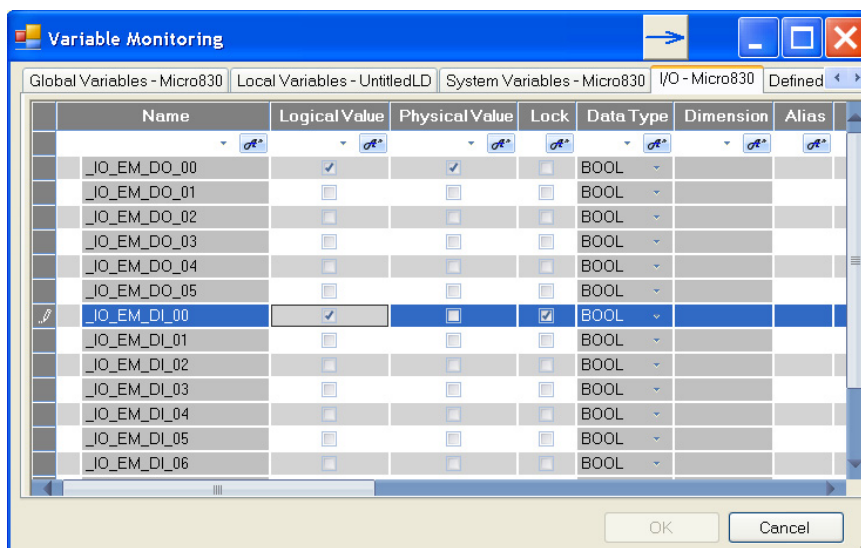 Variable Monitoring
Global Variables - Micro830 Local Variables - UntitledLD System Variables - Micro830 I/O - Micro830 Defined
Name Logical Value Physical Value Lock Data Type Dimension Alias
_IO_EM_DO_00 BOOL
_IO_EM_DO_01 BOOL
_IO_EM_DO_02 BOOL
_IO_EM_DO_03 BOOL
_IO_EM_DO_04 BOOL
_IO_EM_DO_05 BOOL
_IO_EM_DI_00 BOOL
_IO_EM_DI_01 BOOL
_IO_EM_DI_02 BOOL
_IO_EM_DI_03 BOOL
_IO_EM_DI_04 BOOL
_IO_EM_DI_05 BOOL
_IO_EM_DI_06 BOOL
OK Cancel